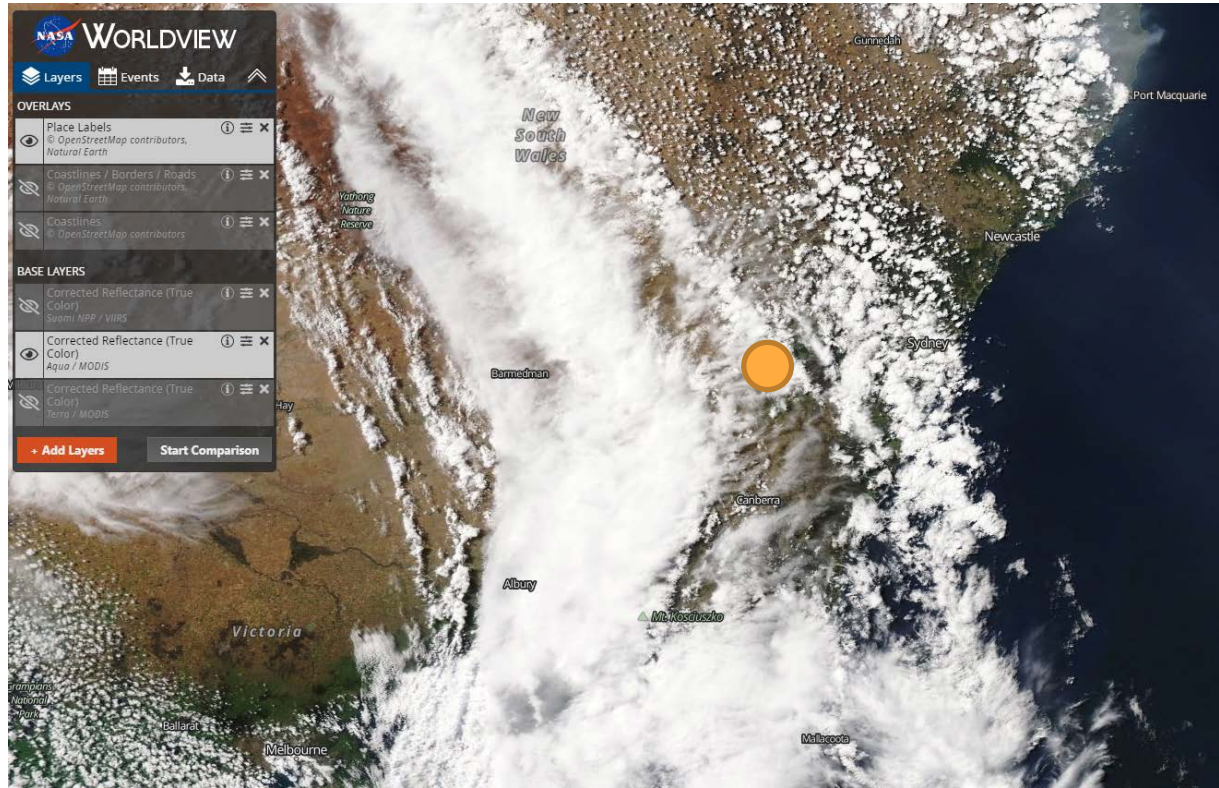 NASA WORLDVIEW
Layers Events Data
OVERLAYS
Place Labels
© OpenStreetMap contributors,
Natural Earth
Coastlines / Borders / Roads
© OpenStreetMap contributors,
Natural Earth
Coastlines
© OpenStreetMap contributors
BASE LAYERS
Corrected Reflectance (True
Color)
Suomi NPP / VIIRS
Corrected Reflectance (True
Color)
Aqua / MODIS
Corrected Reflectance (True
Color)
Terra / MODIS
+ Add Layers Start Comparison
Gunnedah
Port Macquarie
New
South
Wales
Yathong
Nature
Reserve
Newcastle
Sydney
Barmedman
Hay
Canberra
Albury
Mt. Kosciuszko
Victoria
Grampians
National
Park
Ballarat
Mallacoota
Melbourne